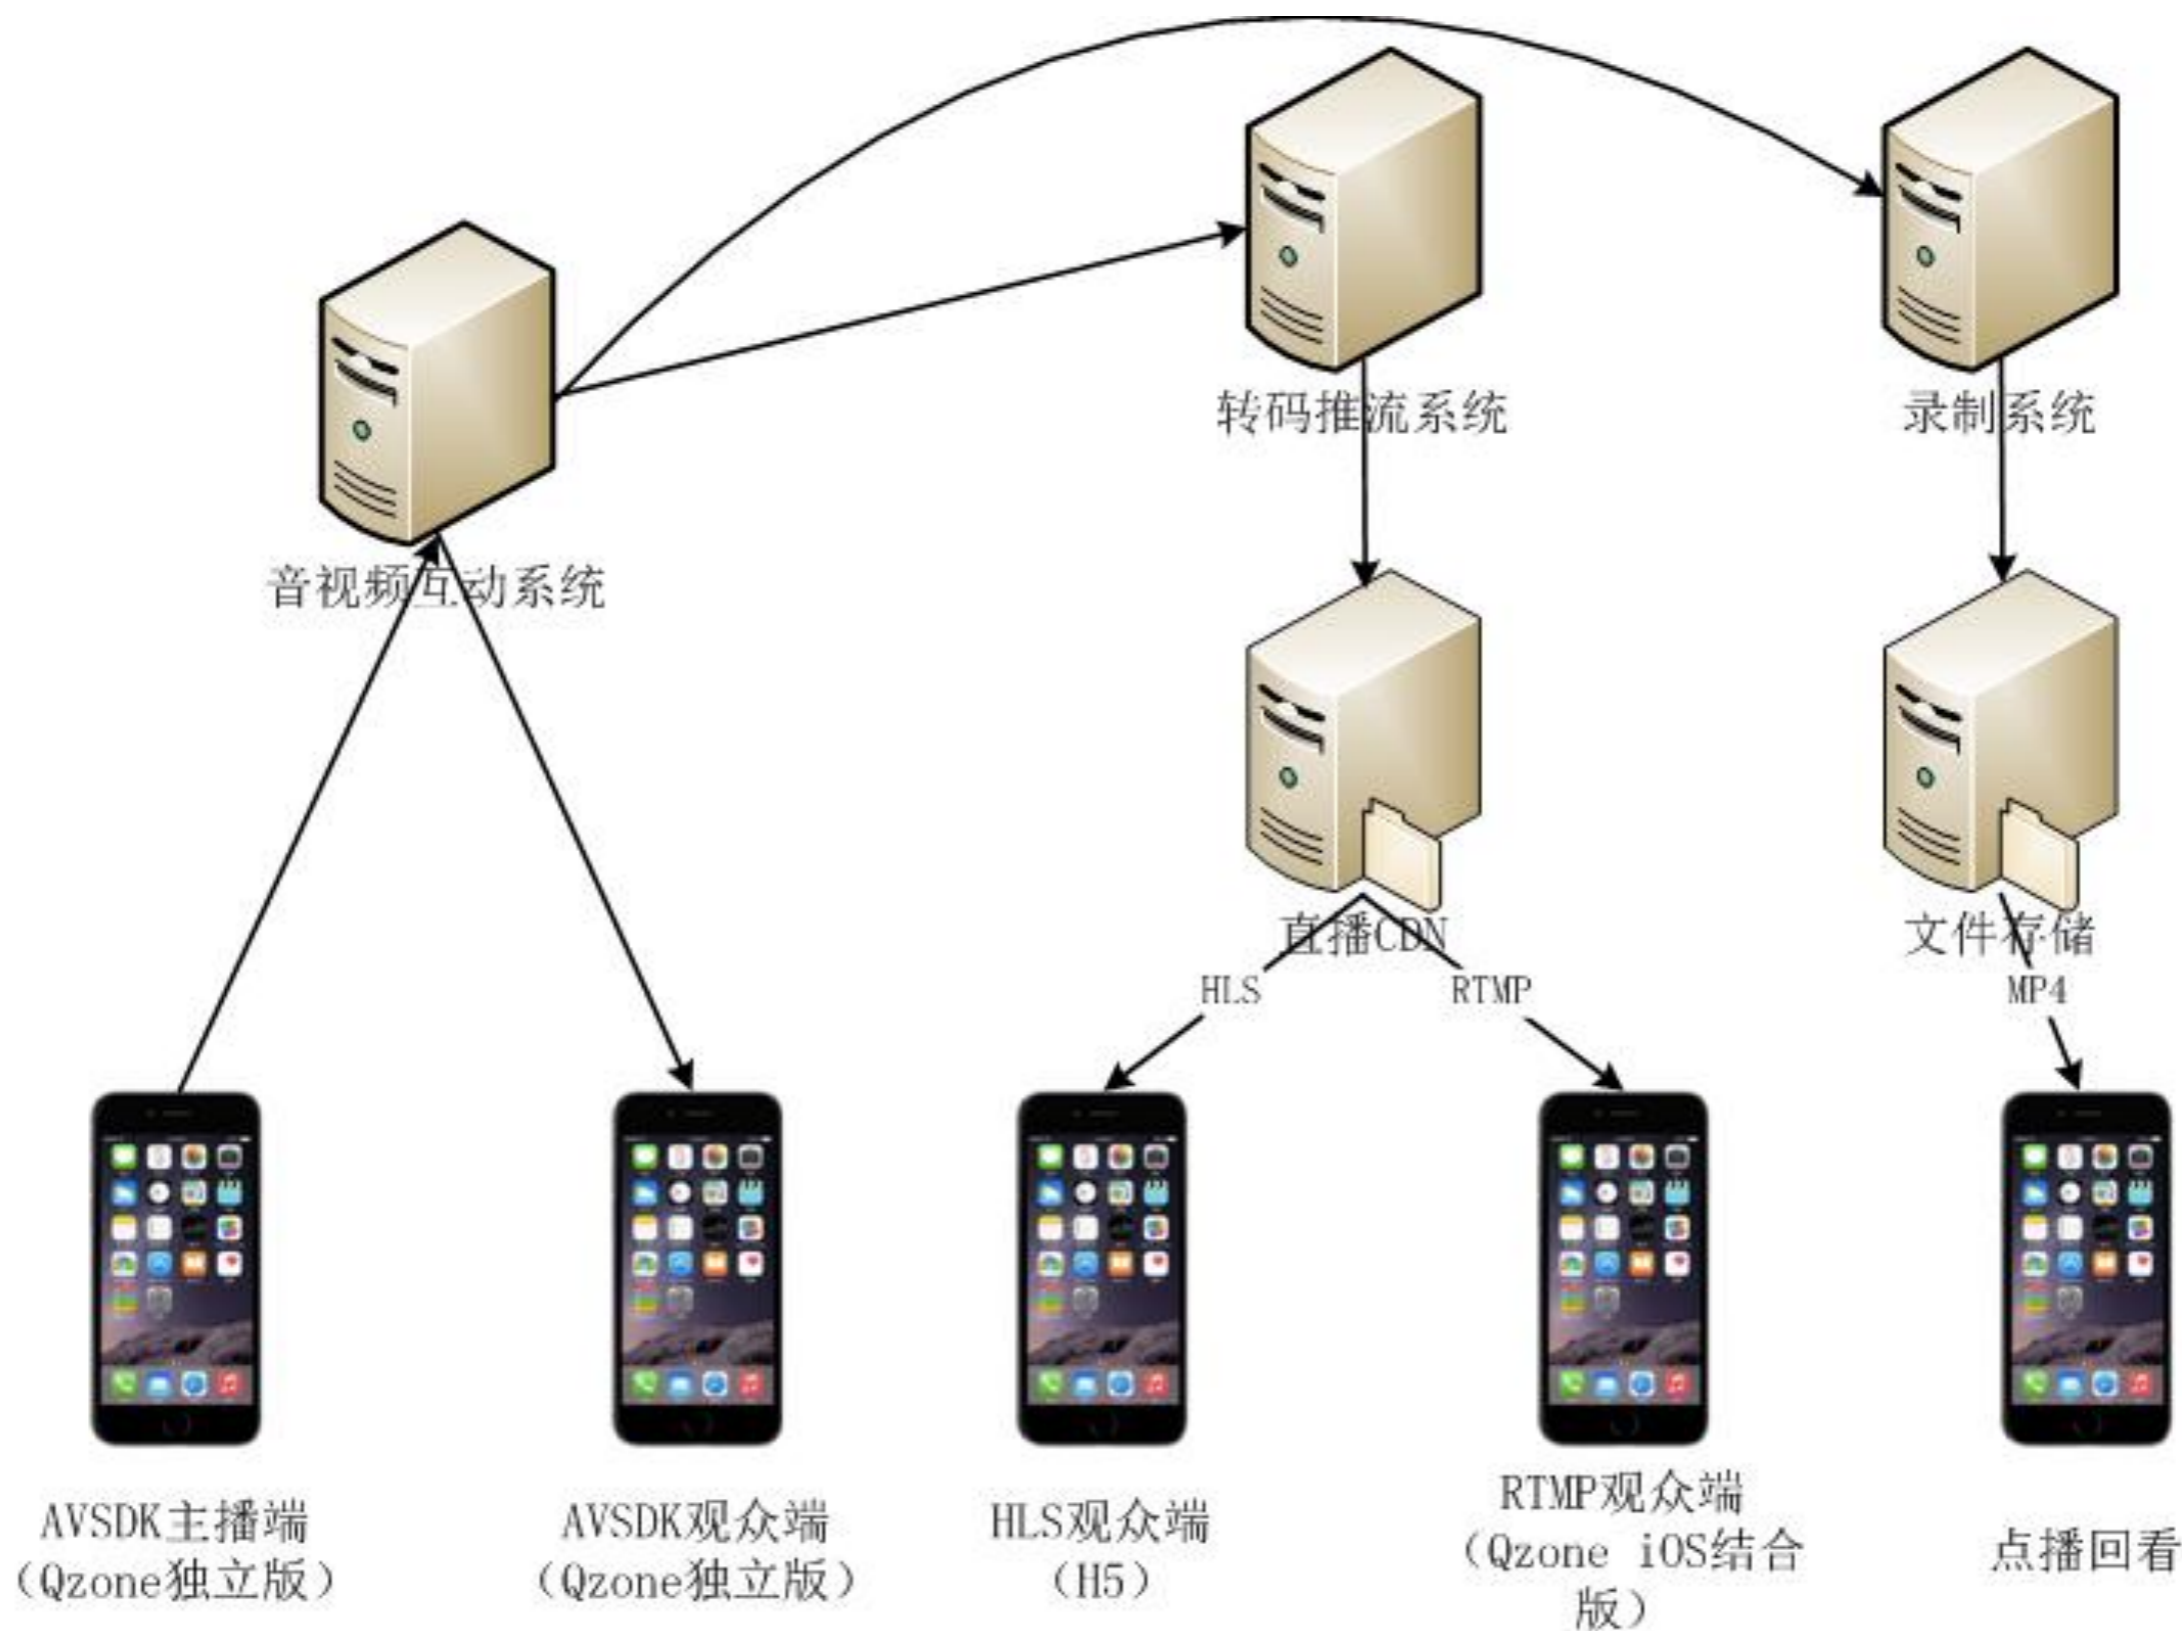 转码推流系统
录制系统
音视频互动系统
直播CDN
文件存储
HLS
RTMP
MP4
AVSDK主播端
（Qzone独立版）
AVSDK观众端
（Qzone独立版）
HLS观众端
（H5）
RTMP观众端
（Qzone iOS结合
版）
点播回看